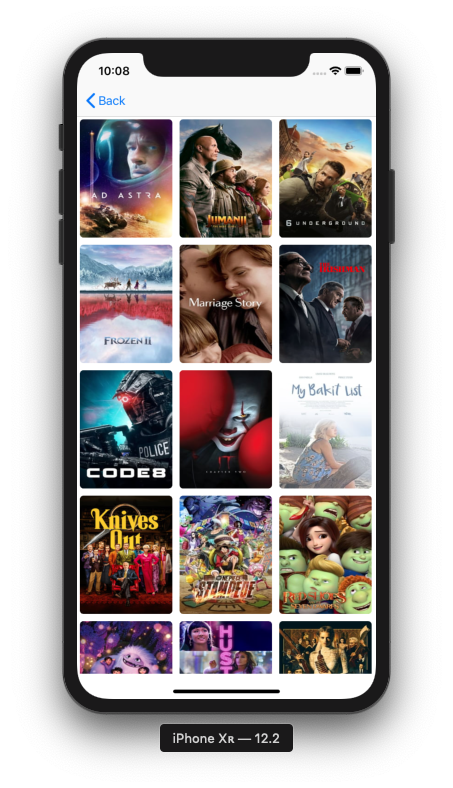 10:08
Back
AD ASTRA
JUMANJI
6 UNDERGROUND
FROZEN II
Marriage Story
IRISHMAN
POLICE
CODE8
IT
CHAPTER TWO
My Bakit List
Knives
Out
ONE PIECE
STAMPEDE
RED SHOES
HUST
iPhone Xʀ — 12.2